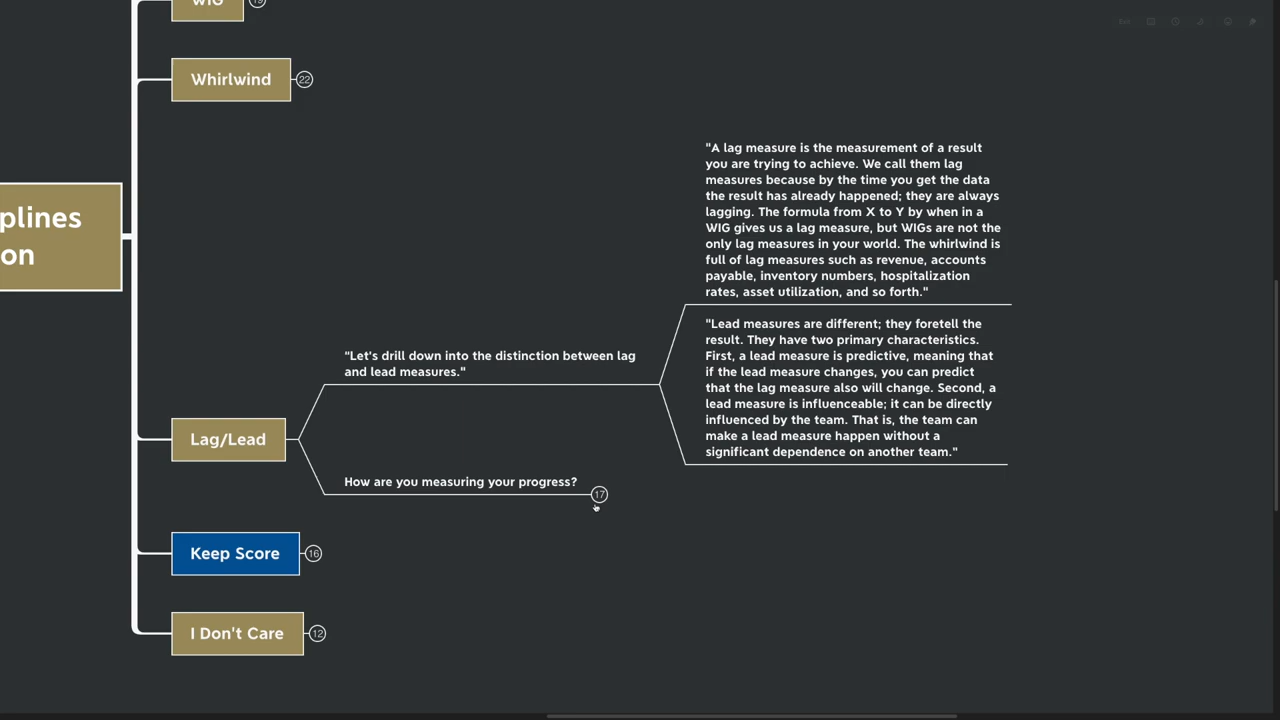 WIG
19
Whirlwind
22
plines
on
"A lag measure is the measurement of a result
you are trying to achieve. We call them lag
measures because by the time you get the data
the result has already happened; they are always
lagging. The formula from X to Y by when in a
WIG gives us a lag measure, but WIGs are not the
only lag measures in your world. The whirlwind is
full of lag measures such as revenue, accounts
payable, inventory numbers, hospitalization
rates, asset utilization, and so forth."
"Lead measures are different; they foretell the
result. They have two primary characteristics.
First, a lead measure is predictive, meaning that
if the lead measure changes, you can predict
that the lag measure also will change. Second, a
lead measure is influenceable; it can be directly
influenced by the team. That is, the team can
make a lead measure happen without a
significant dependence on another team."
"Let's drill down into the distinction between lag
and lead measures."
Lag/Lead
How are you measuring your progress?
17
Keep Score
16
I Don't Care
12